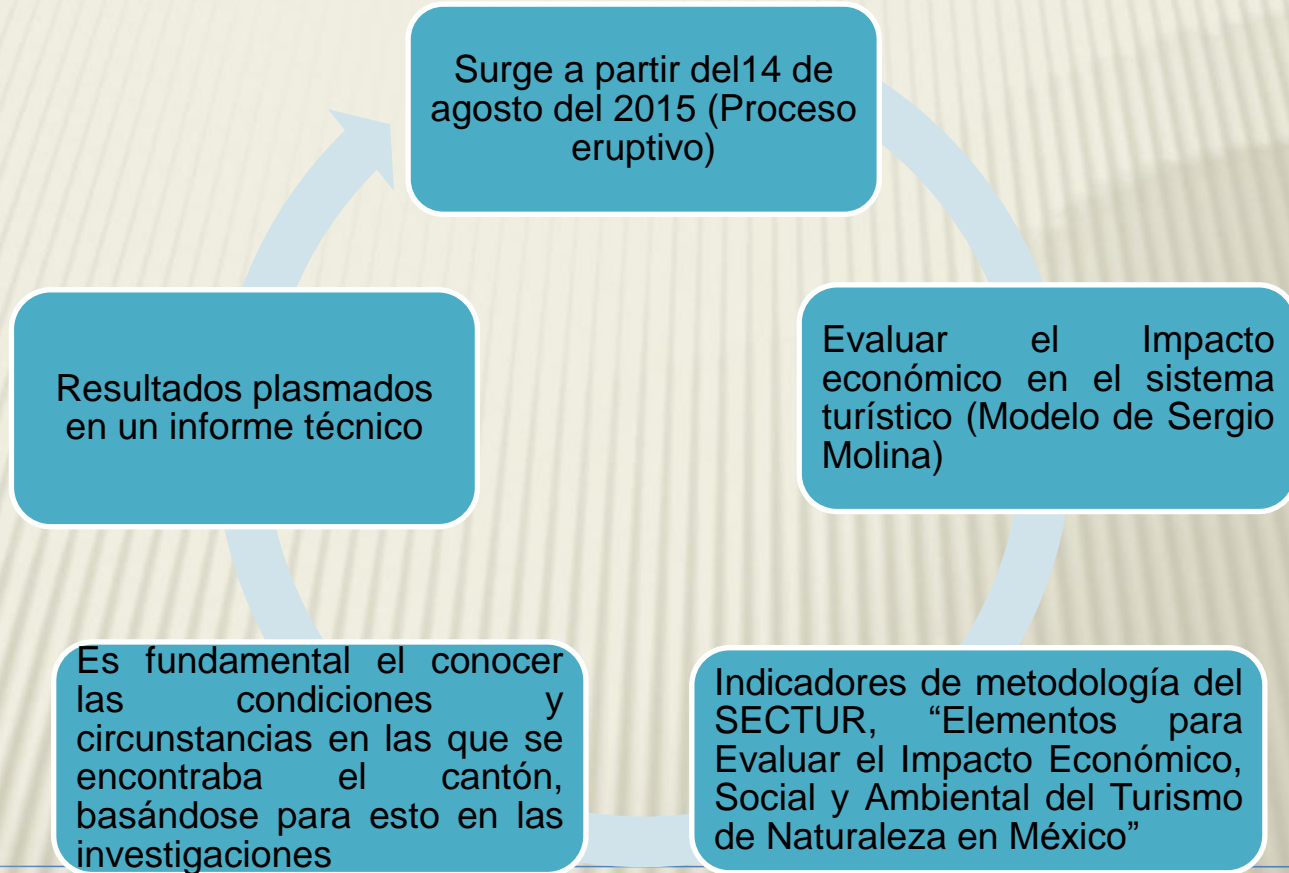 Surge a partir del14 de
agosto del 2015 (Proceso
eruptivo)
Evaluar el Impacto
económico en el sistema
turístico (Modelo de Sergio
Molina)
Indicadores de metodología del
SECTUR, “Elementos para
Evaluar el Impacto Económico,
Social y Ambiental del Turismo
de Naturaleza en México”
Es fundamental el conocer
las condiciones y
circunstancias en las que se
encontraba el cantón,
basándose para esto en las
investigaciones
Resultados plasmados
en un informe técnico